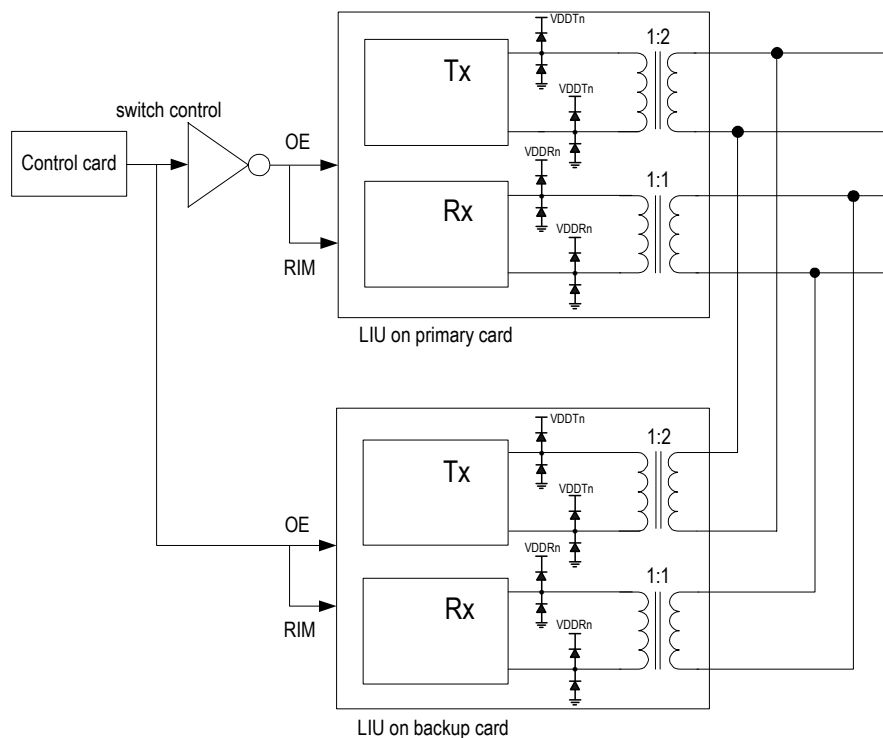 VDDTn
1:2
Tx
switch control
VDDTn
OE
Control card
VDDRn
1:1
Rx
VDDRn
RIM
LIU on primary card
VDDTn
1:2
Tx
VDDTn
OE
VDDRn
1:1
Rx
RIM
VDDRn
LIU on backup card